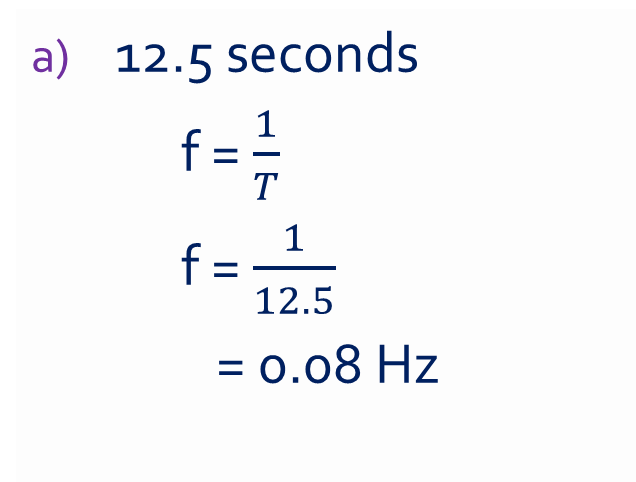 a) 12.5 seconds
f = 1/T
f = 1/12.5
= 0.08 Hz